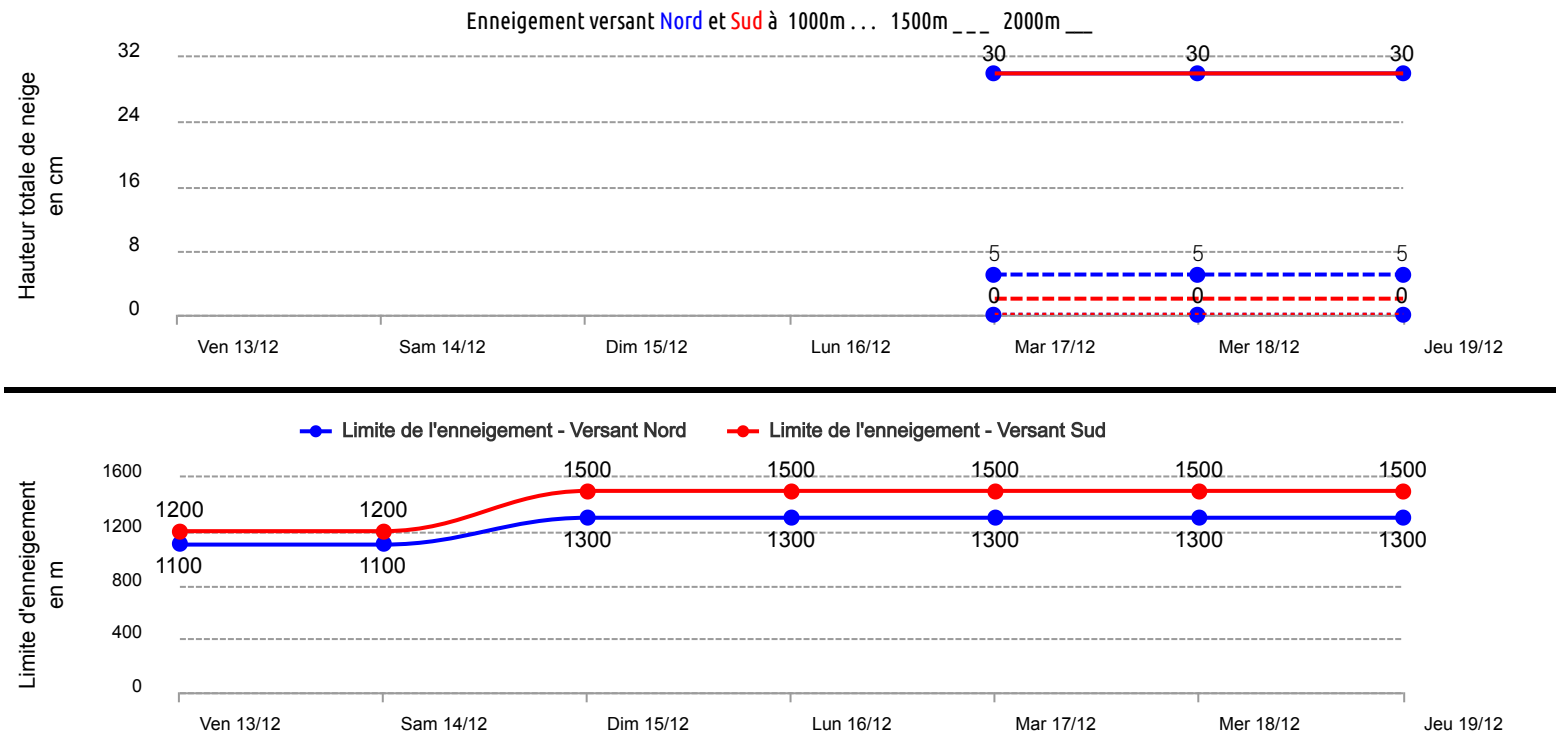 Enneigement versant Nord et Sud à 1000m . . . 1500m _ _ _ 2000m __
Hauteur totale de neige
en cm
32
24
16
8
0
30 30 30
5 5 5
0 0 0
Ven 13/12 Sam 14/12 Dim 15/12 Lun 16/12 Mar 17/12 Mer 18/12 Jeu 19/12
Limite de l'enneigement - Versant Nord Limite de l'enneigement - Versant Sud
Limite d'enneigement
en m
1600
1200
800
400
0
1200 1200 1500 1500 1500 1500 1500
1100 1100 1300 1300 1300 1300 1300
Ven 13/12 Sam 14/12 Dim 15/12 Lun 16/12 Mar 17/12 Mer 18/12 Jeu 19/12